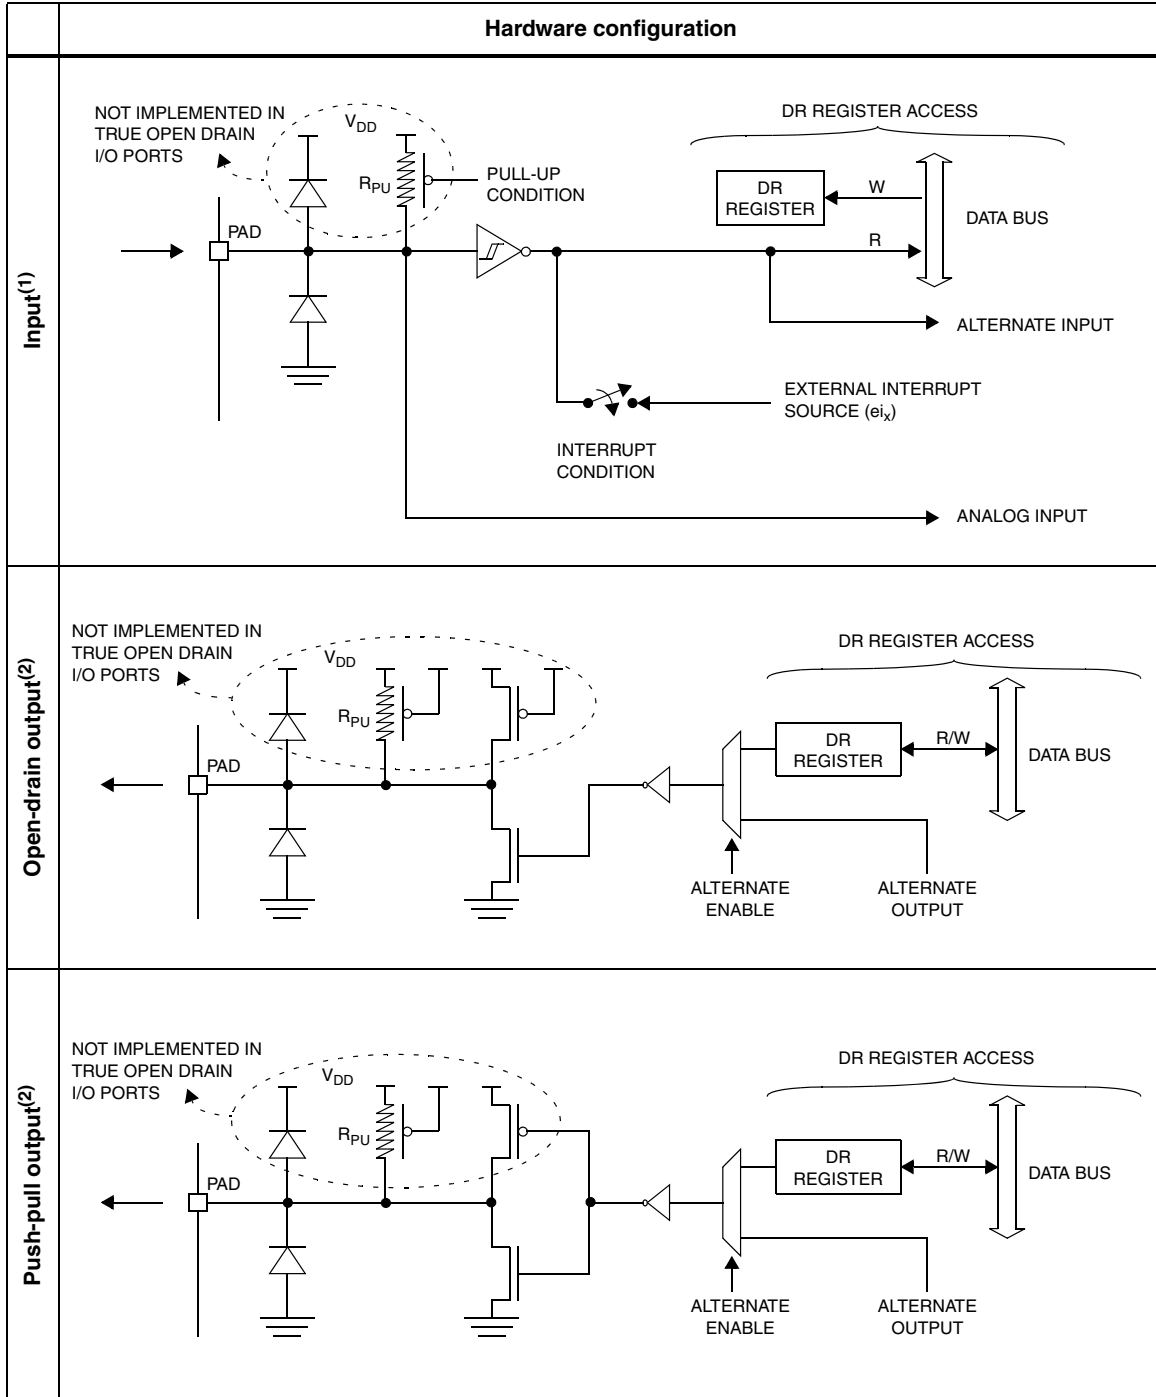 Hardware configuration
Input(1)
NOT IMPLEMENTED IN
TRUE OPEN DRAIN
I/O PORTS
VDD
RPU
PULL-UP
CONDITION
PAD
DR REGISTER ACCESS
DR
REGISTER
W
R
DATA BUS
ALTERNATE INPUT
EXTERNAL INTERRUPT
SOURCE (eix)
INTERRUPT
CONDITION
ANALOG INPUT
Open-drain output(2)
NOT IMPLEMENTED IN
TRUE OPEN DRAIN
I/O PORTS
VDD
RPU
PAD
DR REGISTER ACCESS
DR
REGISTER
R/W
DATA BUS
ALTERNATE
ENABLE
ALTERNATE
OUTPUT
Push-pull output(2)
NOT IMPLEMENTED IN
TRUE OPEN DRAIN
I/O PORTS
VDD
RPU
PAD
DR REGISTER ACCESS
DR
REGISTER
R/W
DATA BUS
ALTERNATE
ENABLE
ALTERNATE
OUTPUT